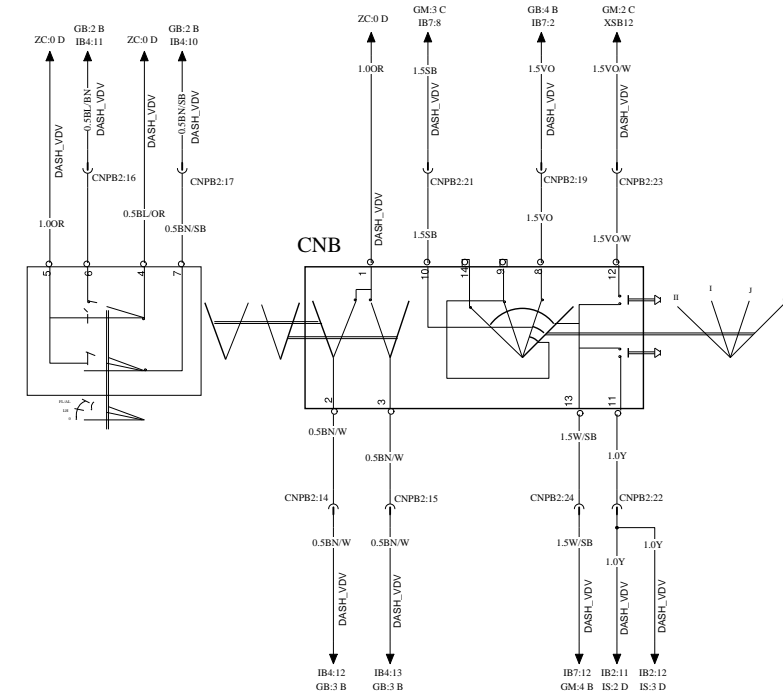 ZC:0 D
GB:2 B
IB4:11
ZC:0 D
GB:2 B
IB4:10
ZC:0 D
GM:3 C
IB7:8
GB:4 B
IB7:2
GM:2 C
XSB12
DASH_VDV
0.5BL/BN
DASH_VDV
DASH_VDV
0.5BN/SB
DASH_VDV
1.0OR
1.5SB
DASH_VDV
1.5VO
DASH_VDV
1.5VO/W
DASH_VDV
CNPB2:16
CNPB2:17
CNPB2:21
CNPB2:19
CNPB2:23
1.0OR
0.5BL/OR
0.5BN/SB
DASH_VDV
1.5SB
1.5VO
1.5VO/W
CNB
5
6
4
7
1
10
14
9
8
12
II
I
J
2
3
13
11
0.5BN/W
0.5BN/W
1.5W/SB
1.0Y
CNPB2:14
CNPB2:15
CNPB2:24
CNPB2:22
0.5BN/W
0.5BN/W
1.5W/SB
1.0Y
1.0Y
DASH_VDV
DASH_VDV
DASH_VDV
DASH_VDV
DASH_VDV
IB4:12
GB:3 B
IB4:13
GB:3 B
IB7:12
GM:4 B
IB2:11
IS:2 D
IB2:12
IS:3 D